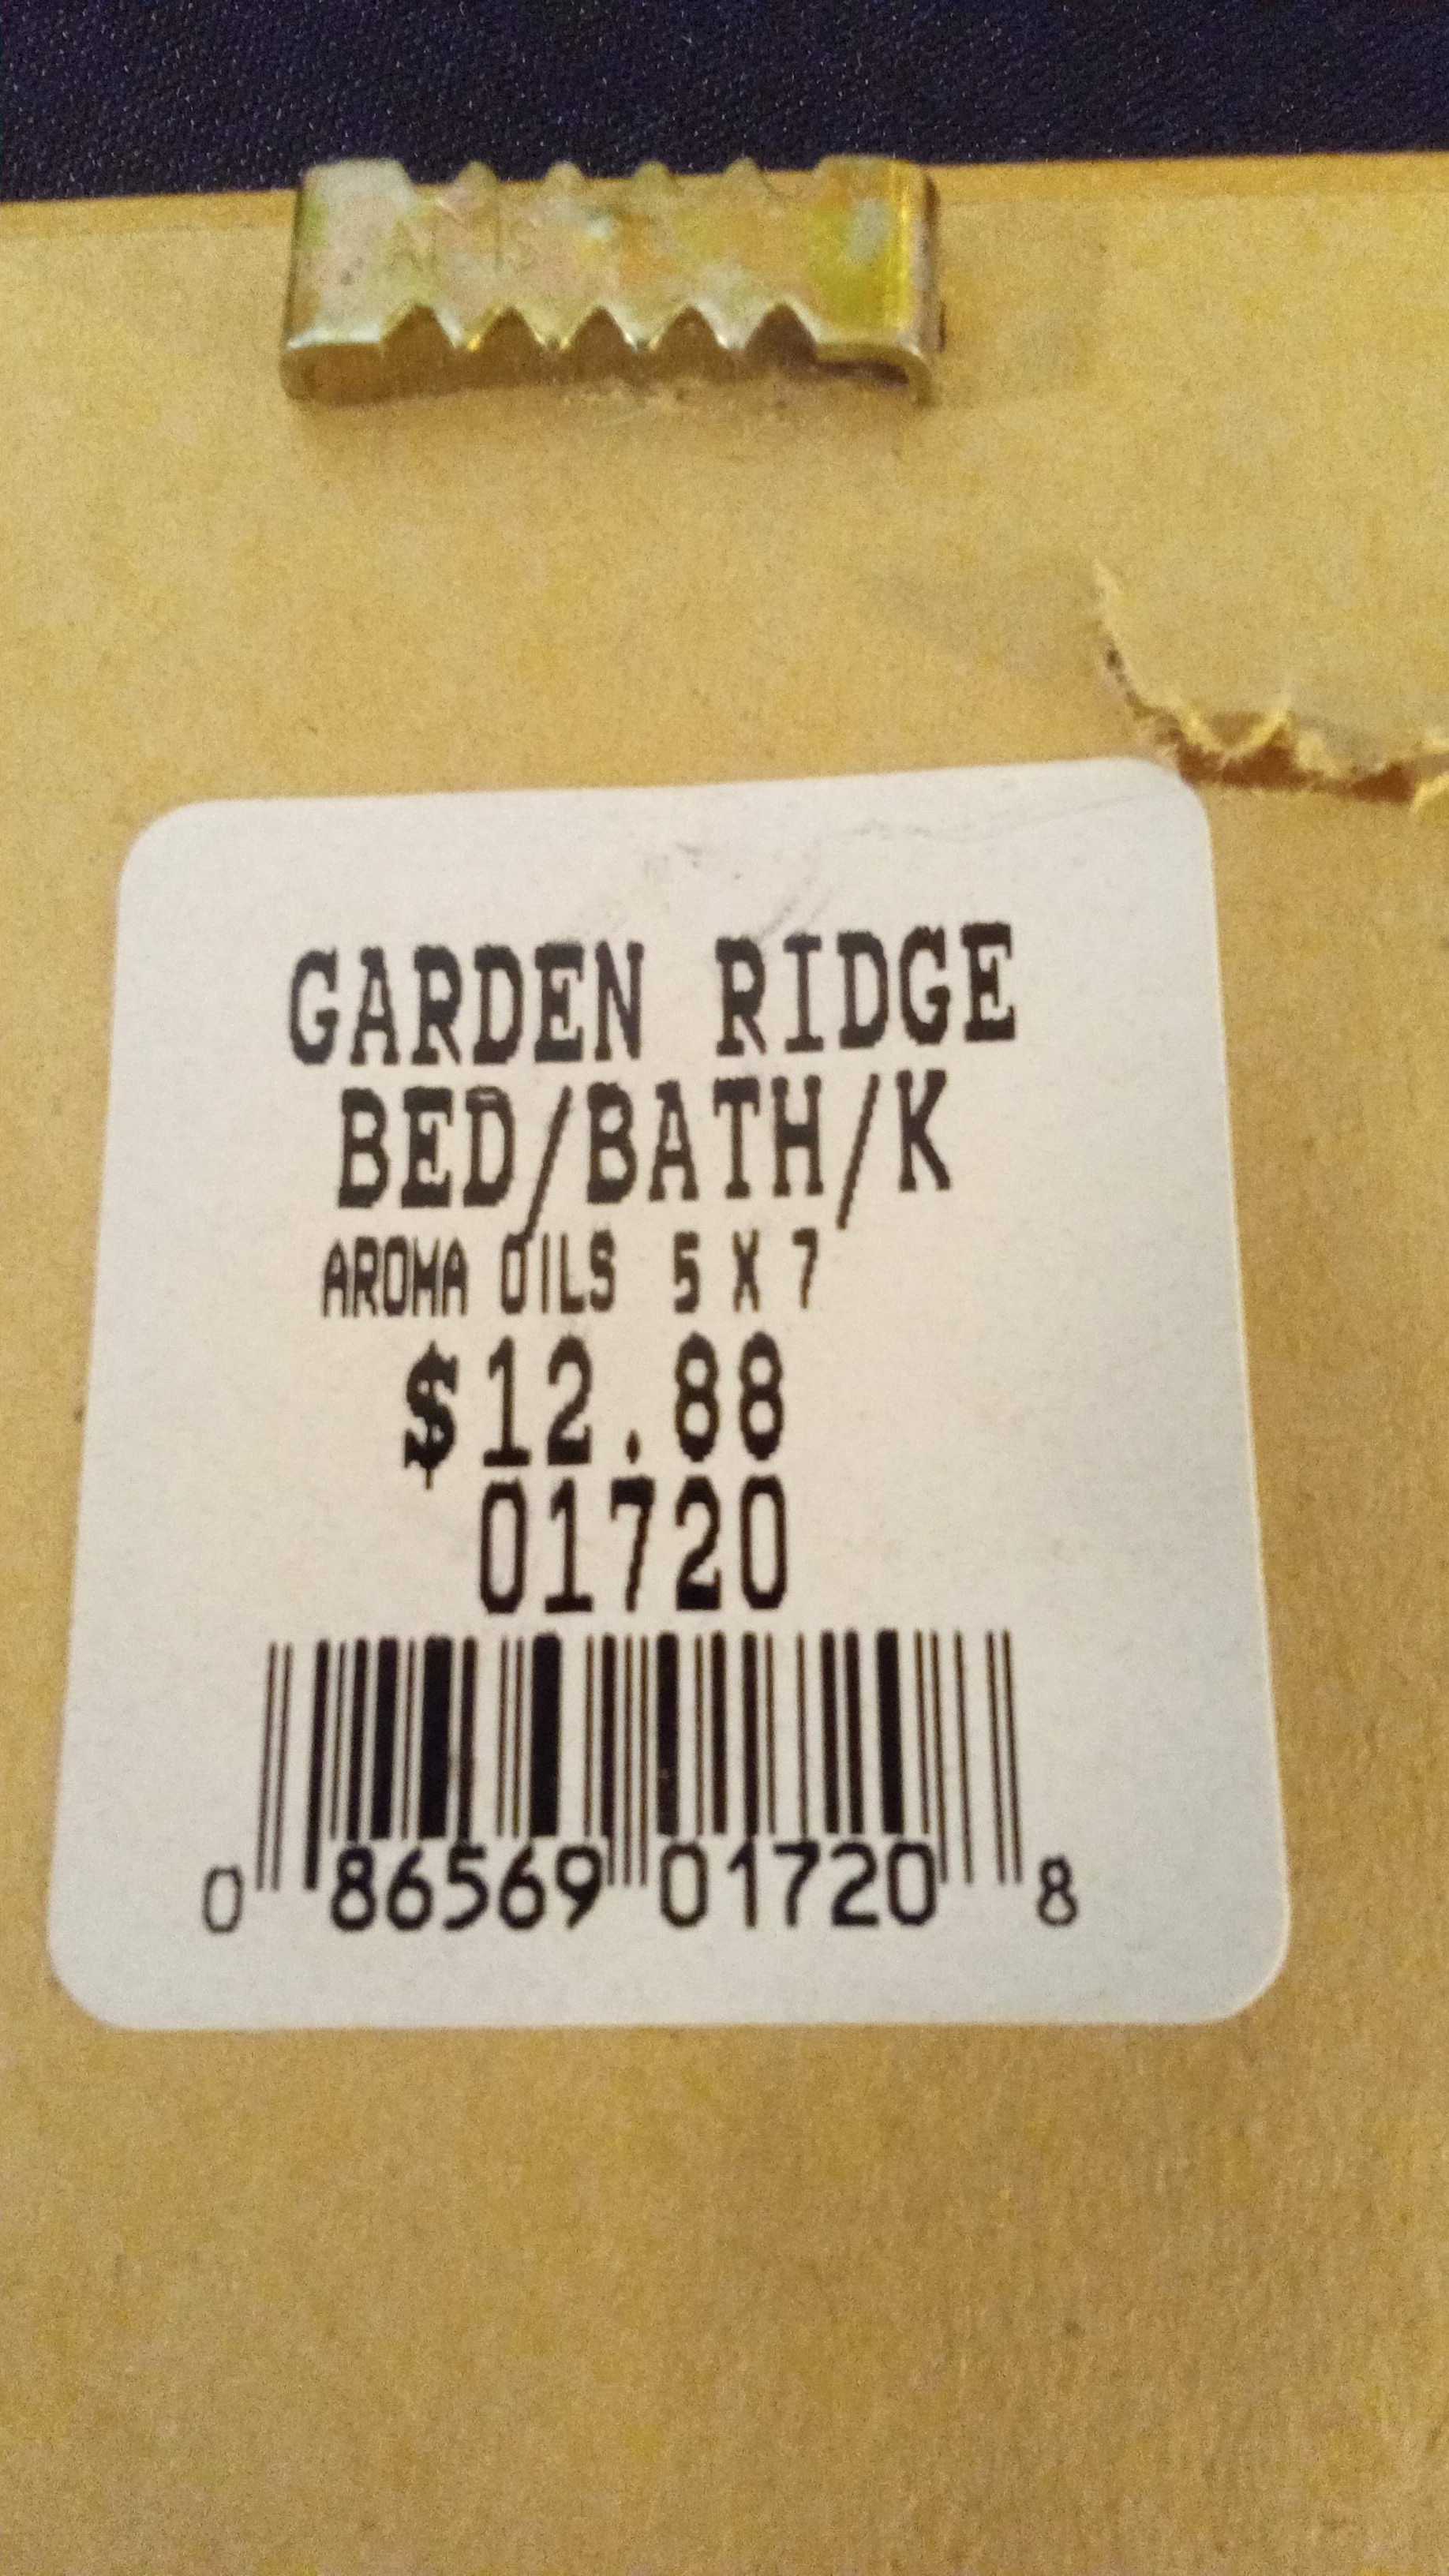 GARDEN RIDGE
BED/BATH/K
AROMA OILS 5 X 7
$12.88
01720
0 86569 01720 8